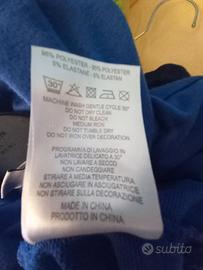 95% POLYESTER - 95% POLYESTER
5% ELASTANE - 5% ELASTAN
30°
MACHINE WASH GENTLE CYCLE 30°
DO NOT DRY CLEAN
DO NOT BLEACH
MEDIUM IRON
DO NOT TUMBLE DRY
DO NOT IRON OVER DECORATION
PROGRAMMA DI LAVAGGIO IN
LAVATRICE DELICATO A 30°
NON LAVARE A SECCO
NON CANDEGGIARE
STIRARE A MEDIA TEMPERATURA,
NON ASCIUGARE IN ASCIUGATRICE
NON STIRARE SULLA
DECORAZIONE
MADE IN CHINA,
PRODOTTO IN CHINA.
subito